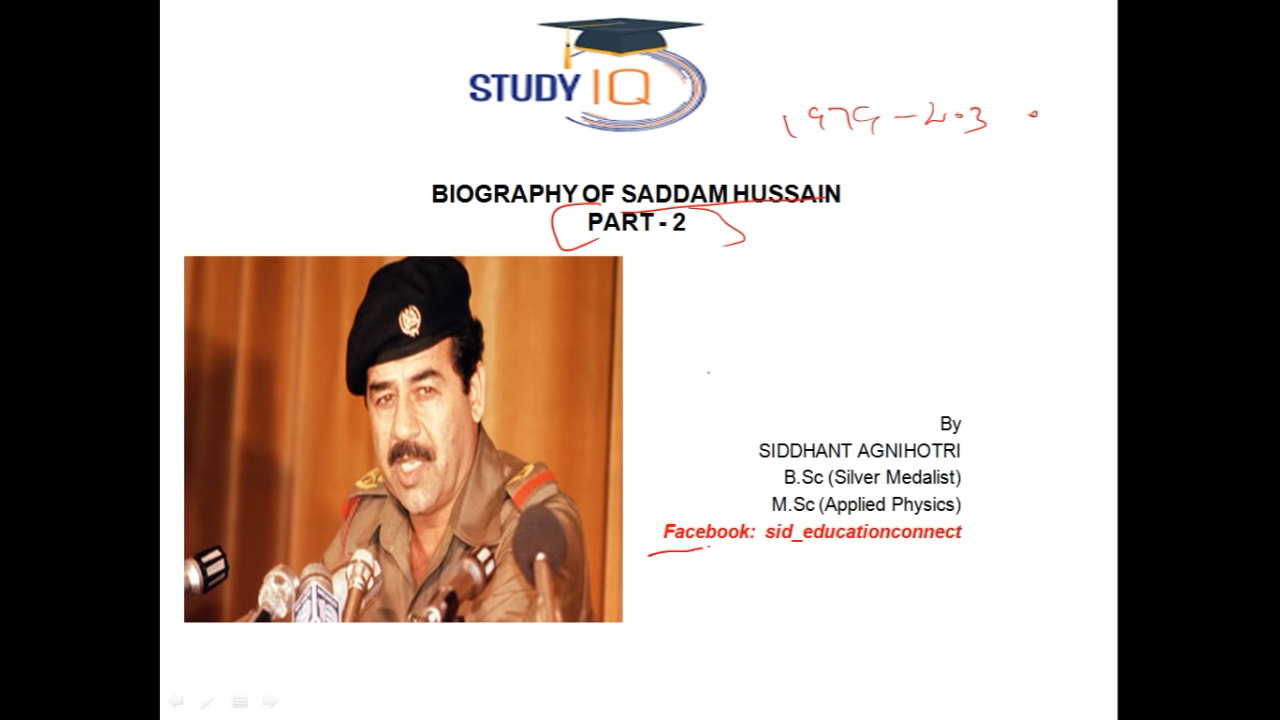 STUDY IQ
1979 - 2003
BIOGRAPHY OF SADDAM HUSSAIN
PART - 2
By
SIDDHANT AGNIHOTRI
B.Sc (Silver Medalist)
M.Sc (Applied Physics)
Facebook: sid_educationconnect